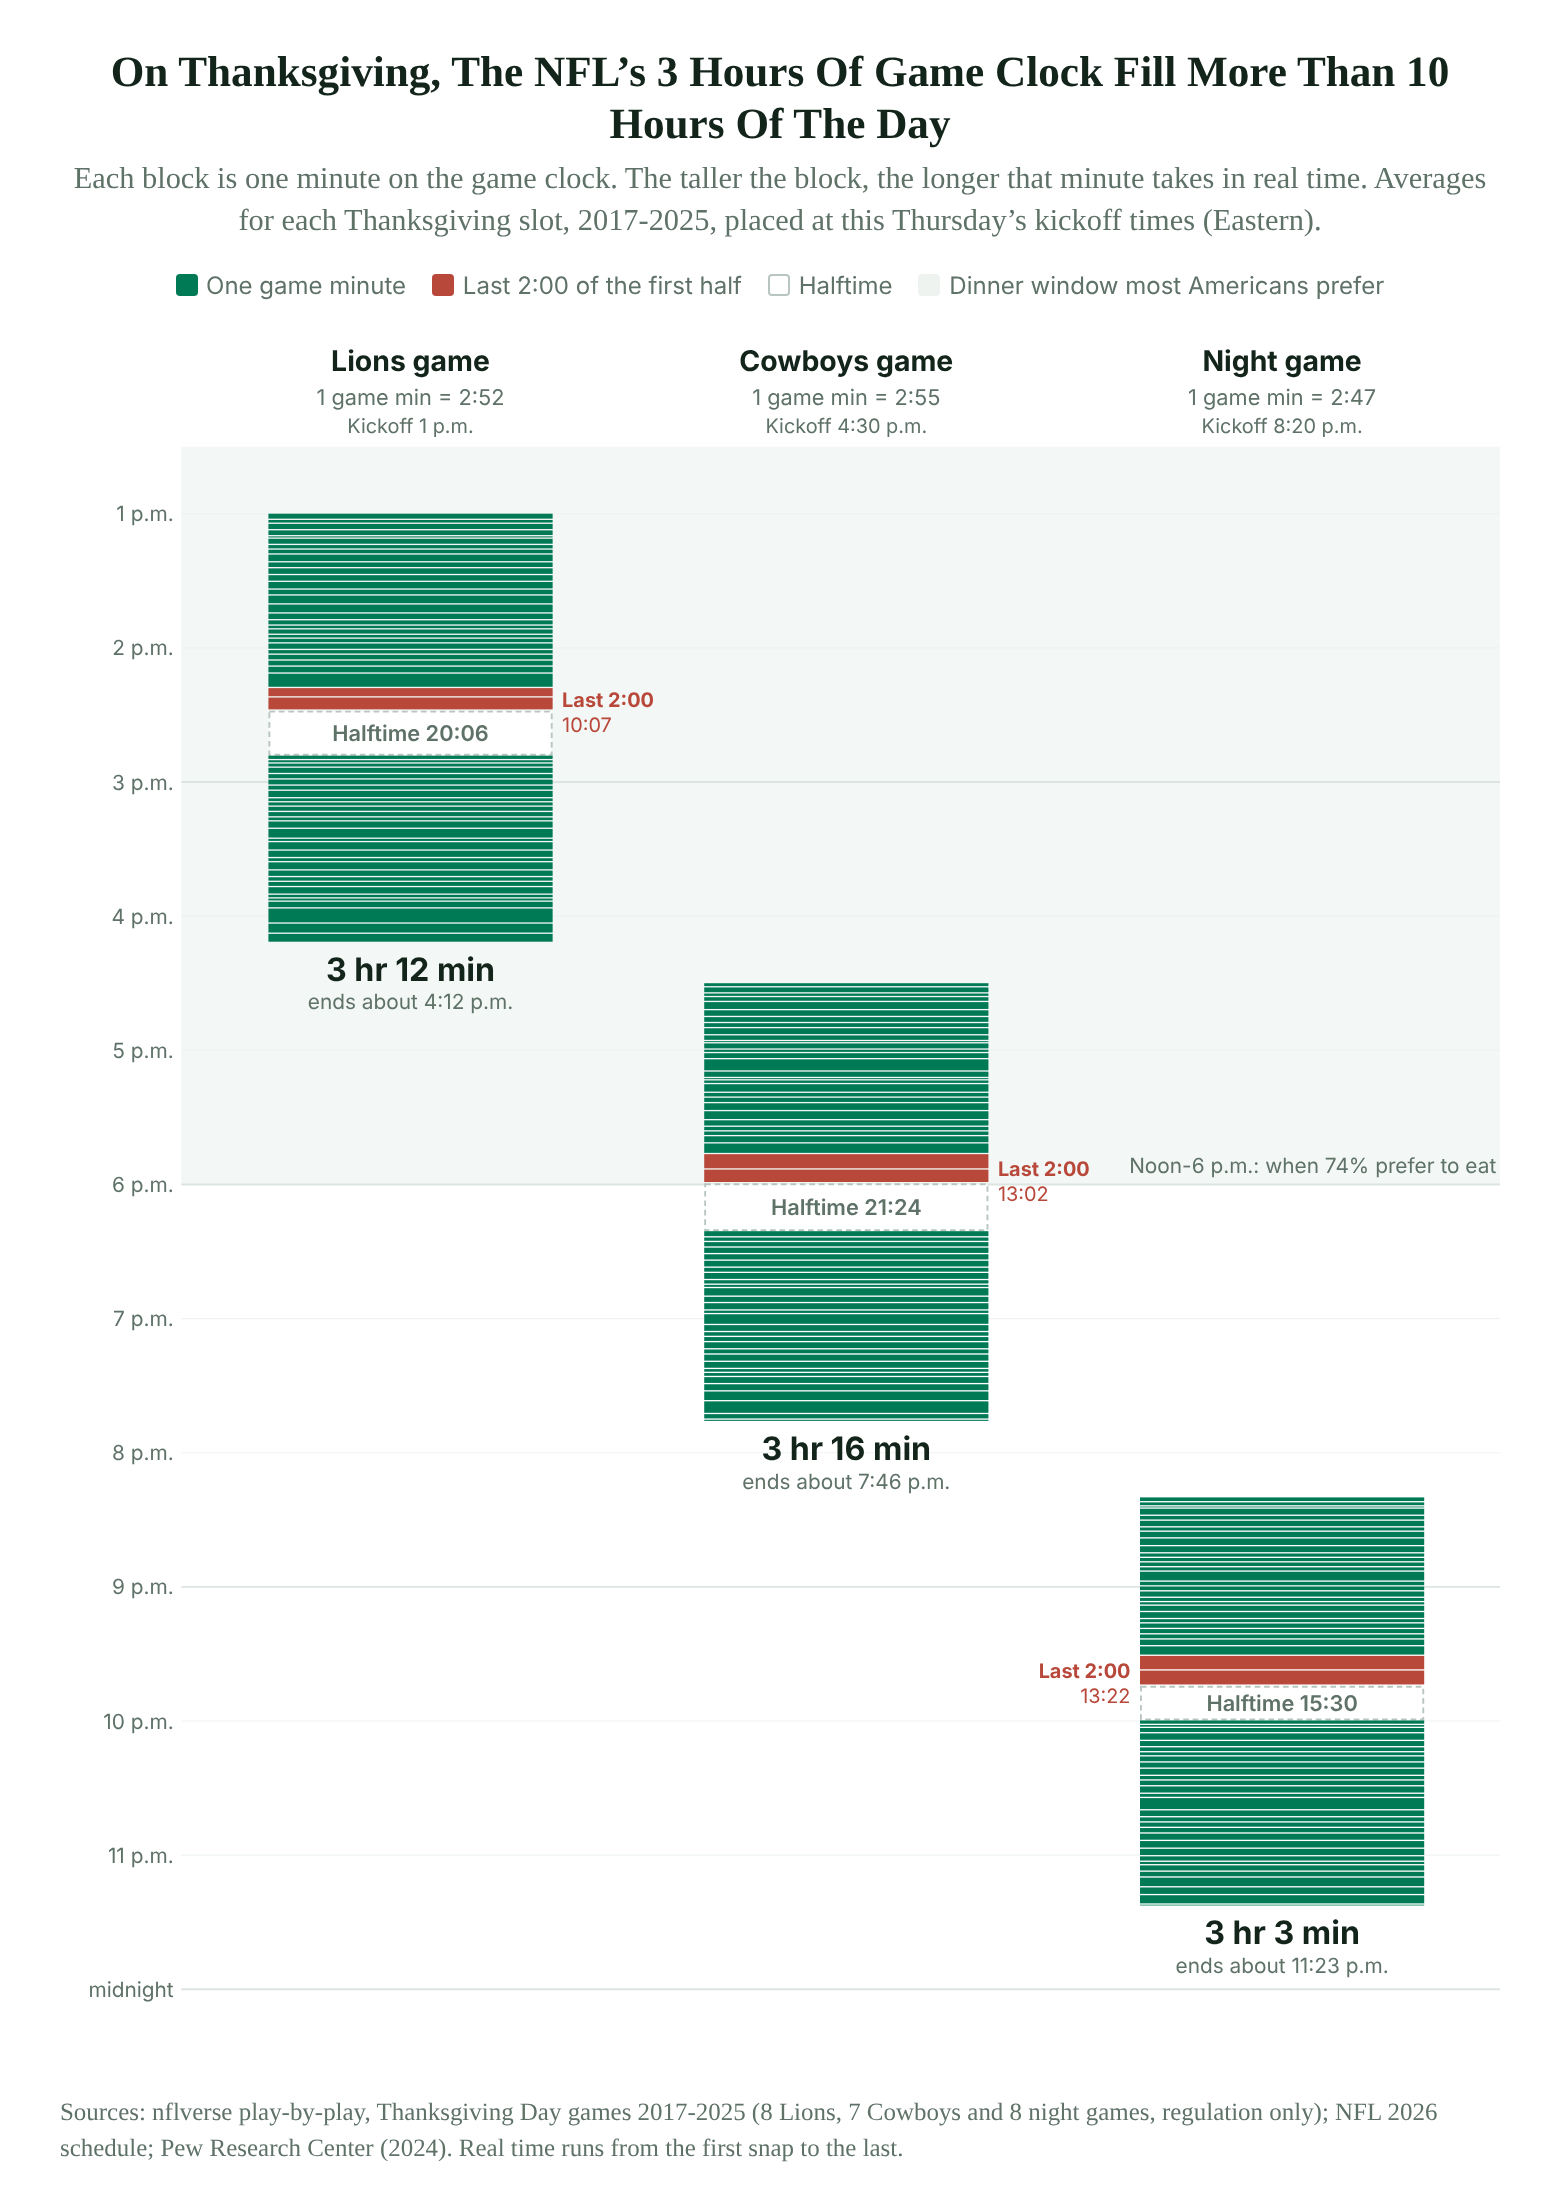 On Thanksgiving, The NFL’s 3 Hours Of Game Clock Fill More Than 10
Hours Of The Day
Each block is one minute on the game clock. The taller the block, the longer that minute takes in real time. Averages
for each Thanksgiving slot, 2017-2025, placed at this Thursday’s kickoff times (Eastern).
One game minute
Last 2:00 of the first half
Halftime
Dinner window most Americans prefer
Lions game
1 game min = 2:52
Kickoff 1 p.m.
Cowboys game
1 game min = 2:55
Kickoff 4:30 p.m.
Night game
1 game min = 2:47
Kickoff 8:20 p.m.
1 p.m.
2 p.m.
Last 2:00
10:07
Halftime 20:06
3 p.m.
4 p.m.
3 hr 12 min
ends about 4:12 p.m.
5 p.m.
Noon-6 p.m.: when 74% prefer to eat
Last 2:00
13:02
6 p.m.
Halftime 21:24
7 p.m.
8 p.m.
3 hr 16 min
ends about 7:46 p.m.
9 p.m.
Last 2:00
13:22
Halftime 15:30
10 p.m.
11 p.m.
3 hr 3 min
ends about 11:23 p.m.
midnight
Sources: nflverse play-by-play, Thanksgiving Day games 2017-2025 (8 Lions, 7 Cowboys and 8 night games, regulation only); NFL 2026
schedule; Pew Research Center (2024). Real time runs from the first snap to the last.